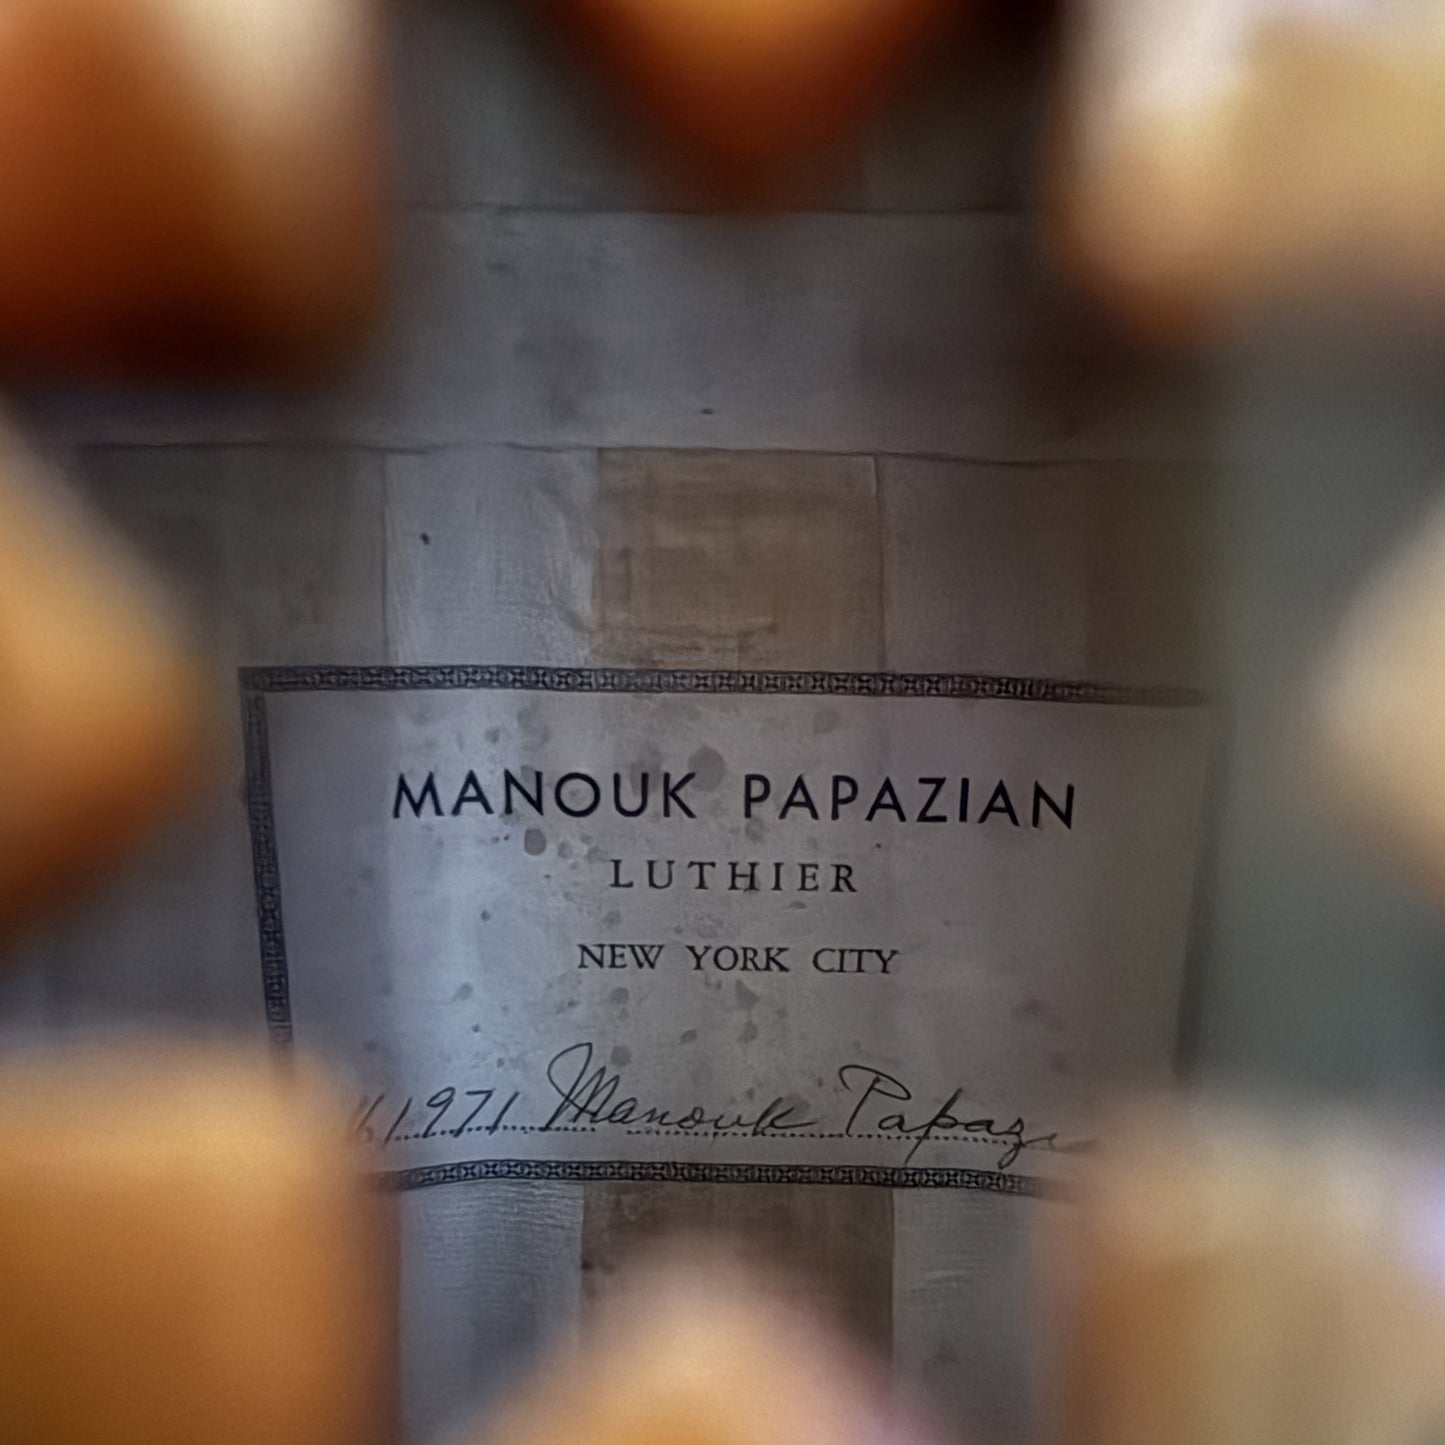 MANOUK PAPAZIAN
LUTHIER
NEW YORK CITY
1971 Manouk